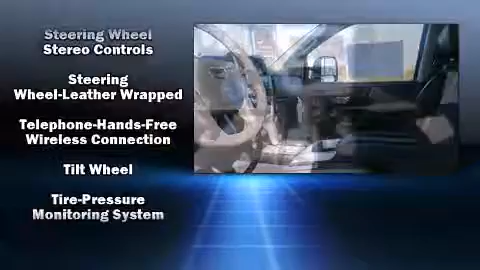 Steering Wheel
Stereo Controls
Steering
Wheel-Leather Wrapped
Telephone-Hands-Free
Wireless Connection
Tilt Wheel
Tire-Pressure
Monitoring System